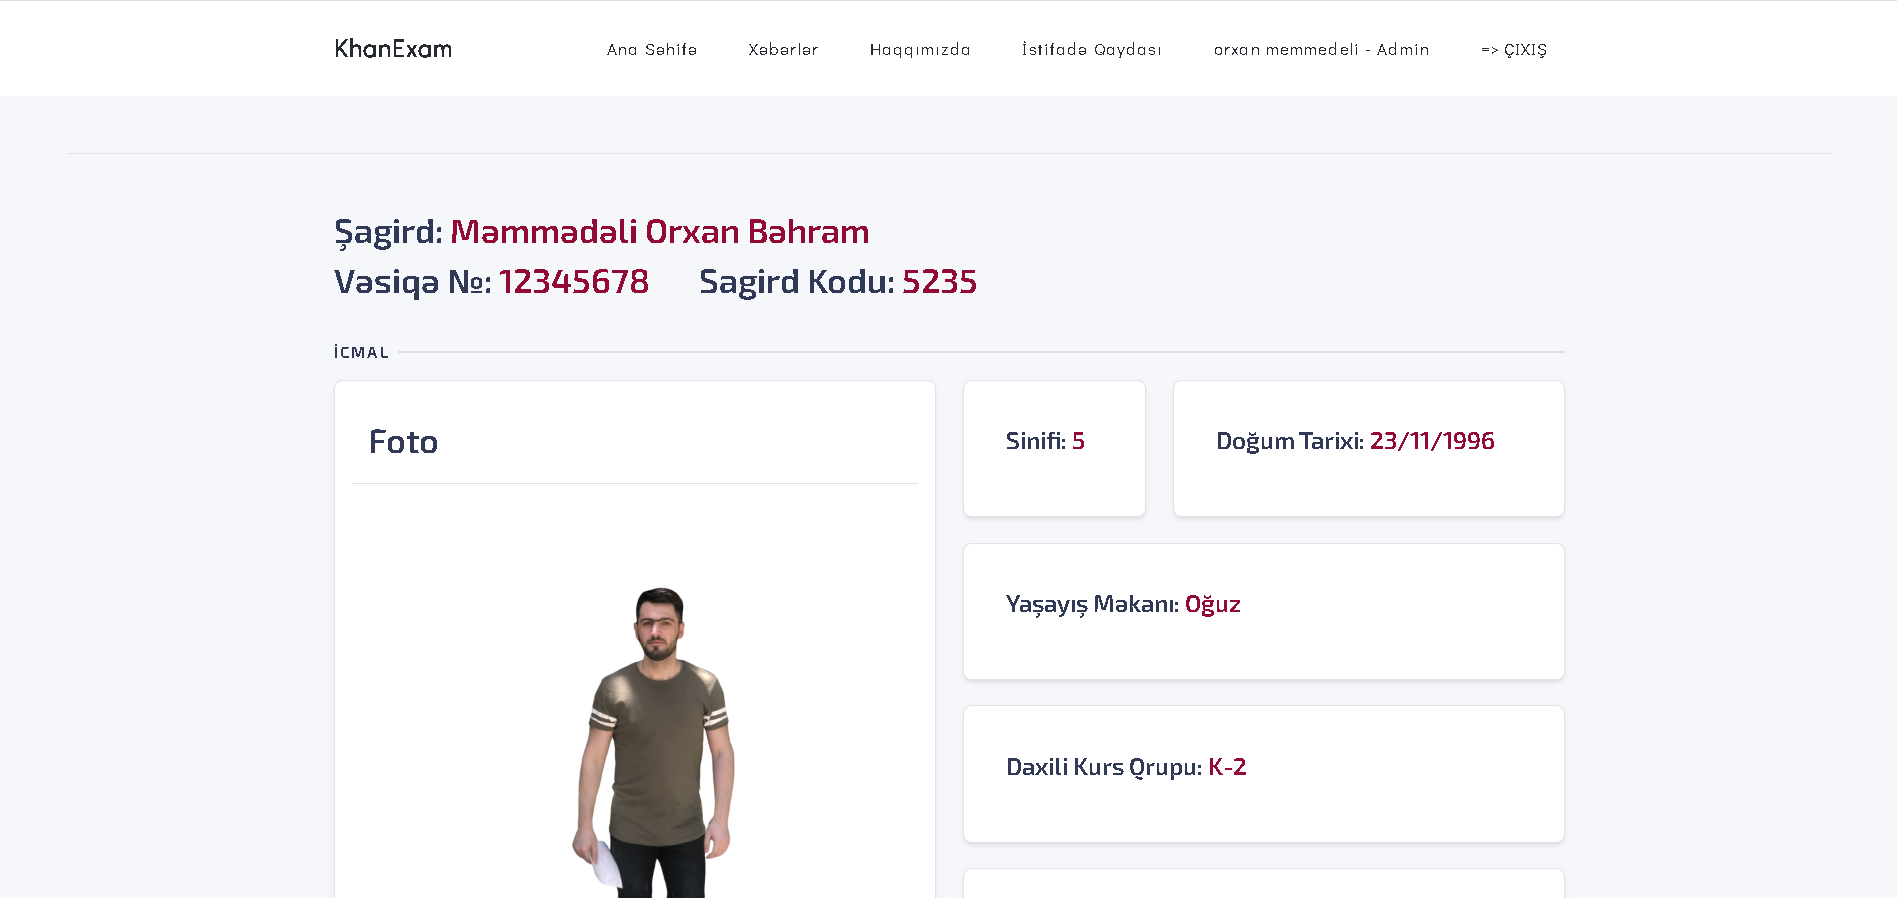 KhanExam
Ana Səhifə
Xəbərlər
Haqqımızda
İstifadə Qaydası
orxan memmedeli - Admin
=> ÇIXIŞ
Şagird: Məmmədəli Orxan Bəhram
Vəsiqə №: 12345678 Sagird Kodu: 5235
İCMAL
Foto
Sinifi: 5
Doğum Tarixi: 23/11/1996
Yaşayış Məkanı: Oğuz
Daxili Kurs Qrupu: K-2